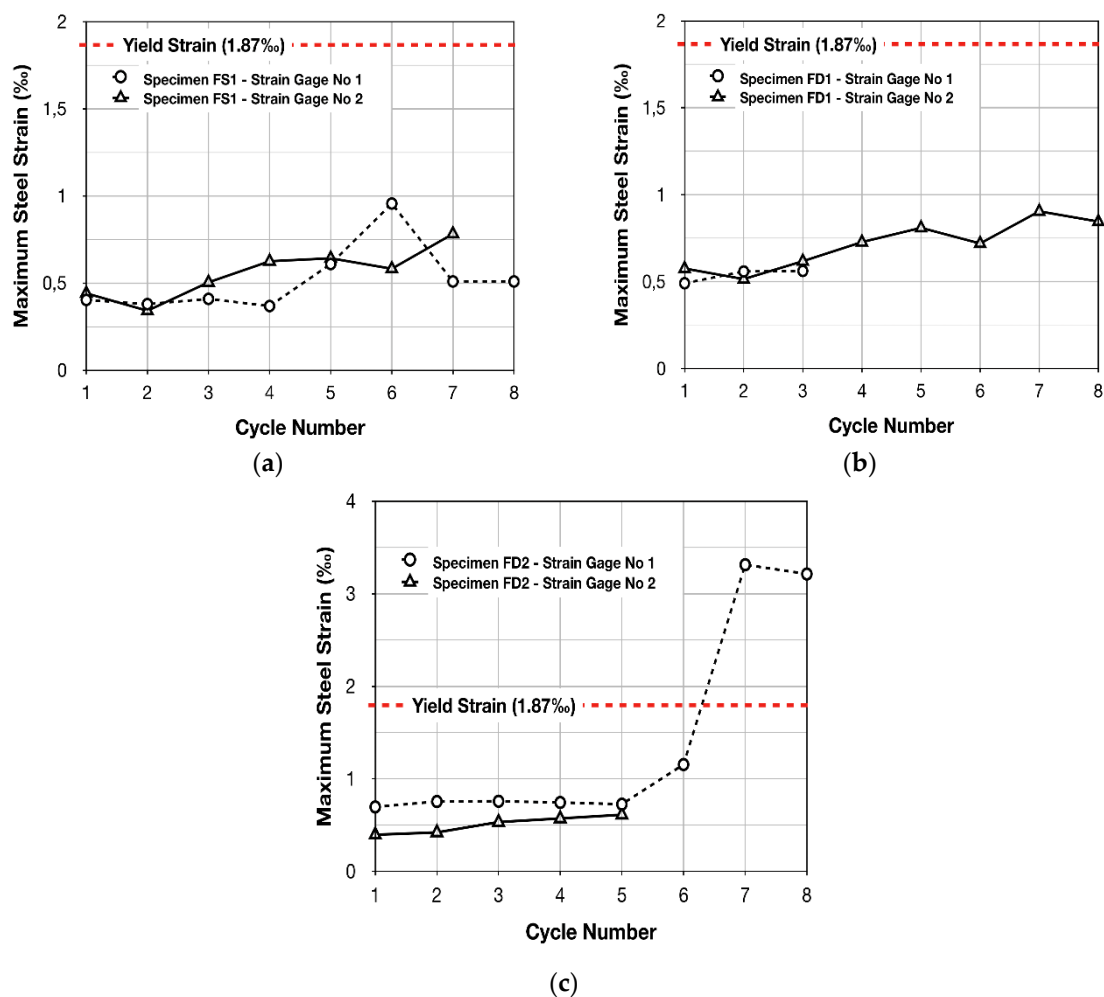 2
Yield Strain (1.87‰)
Specimen FS1 - Strain Gage No 1
Specimen FS1 - Strain Gage No 2
1,5
1
0,5
0
Maximum Steel Strain (‰)
1 2 3 4 5 6 7 8
Cycle Number
(a)
2
Yield Strain (1.87‰)
Specimen FD1 - Strain Gage No 1
Specimen FD1 - Strain Gage No 2
1,5
1
0,5
0
Maximum Steel Strain (‰)
1 2 3 4 5 6 7 8
Cycle Number
(b)
4
Specimen FD2 - Strain Gage No 1
Specimen FD2 - Strain Gage No 2
3
2
Yield Strain (1.87‰)
1
0
Maximum Steel Strain (‰)
1 2 3 4 5 6 7 8
Cycle Number
(c)